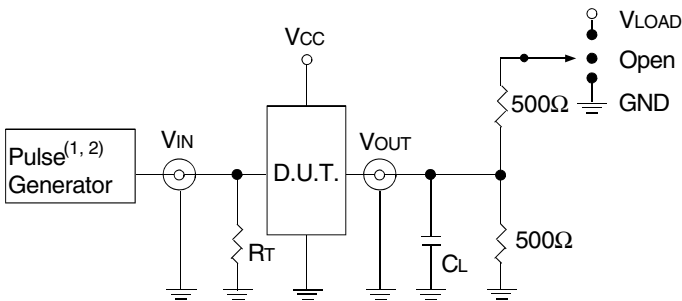 VLOAD
VCC
Open
500Ω
GND
Pulse(1, 2)
Generator
VIN
D.U.T.
VOUT
RT
CL
500Ω